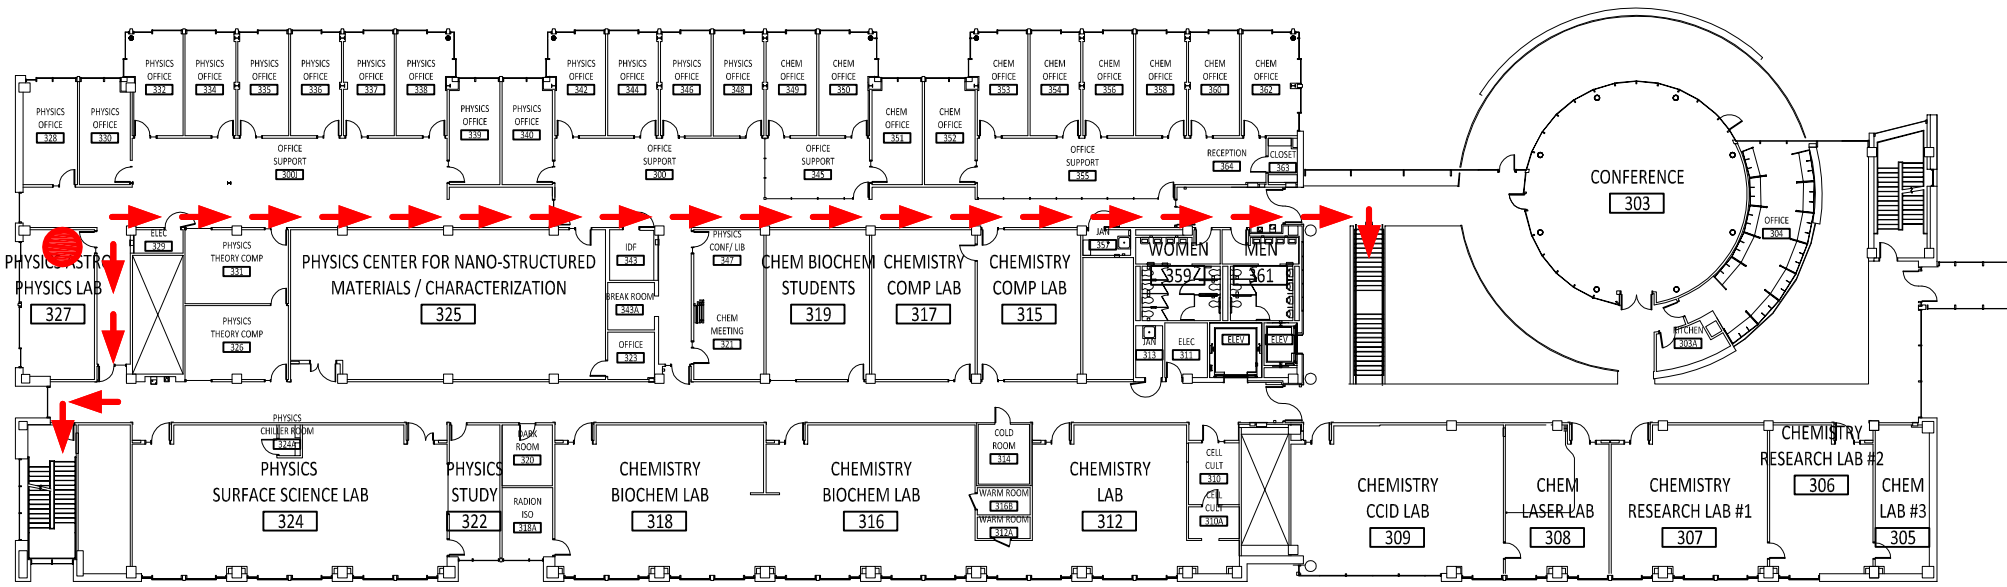 PHYSICS
OFFICE
328
PHYSICS
OFFICE
330
PHYSICS
OFFICE
332
PHYSICS
OFFICE
334
PHYSICS
OFFICE
335
PHYSICS
OFFICE
336
PHYSICS
OFFICE
337
PHYSICS
OFFICE
338
PHYSICS
OFFICE
339
PHYSICS
OFFICE
340
PHYSICS
OFFICE
342
PHYSICS
OFFICE
344
PHYSICS
OFFICE
346
PHYSICS
OFFICE
348
CHEM
OFFICE
349
CHEM
OFFICE
350
CHEM
OFFICE
351
CHEM
OFFICE
352
CHEM
OFFICE
353
CHEM
OFFICE
354
CHEM
OFFICE
356
CHEM
OFFICE
358
CHEM
OFFICE
360
CHEM
OFFICE
362
OFFICE
SUPPORT
OFFICE
SUPPORT
300
OFFICE
SUPPORT
345
OFFICE
SUPPORT
355
RECEPTION
364
CLOSET
363
CONFERENCE
303
OFFICE
304
KITCHEN
303A
PHYSICS ASTRO
PHYSICS LAB
327
ELEC
329
PHYSICS
THEORY COMP
331
PHYSICS
THEORY COMP
326
PHYSICS CENTER FOR NANO-STRUCTURED
MATERIALS / CHARACTERIZATION
325
IDF
343
BREAK ROOM
343A
OFFICE
323
PHYSICS
CONF/ LIB
347
CHEM
MEETING
321
CHEM BIOCHEM
STUDENTS
319
CHEMISTRY
COMP LAB
317
CHEMISTRY
COMP LAB
315
JAN
357
WOMEN
359
MEN
361
JAN
313
ELEC
311
ELEV
ELEV
PHYSICS
CHILLER ROOM
324A
PHYSICS
SURFACE SCIENCE LAB
324
PHYSICS
STUDY
322
DARK
ROOM
320
RADION
ISO
318A
CHEMISTRY
BIOCHEM LAB
318
CHEMISTRY
BIOCHEM LAB
316
COLD
ROOM
314
WARM ROOM
316B
WARM ROOM
312A
CHEMISTRY
LAB
312
CELL
CULT
310
CELL
CULT
310A
CHEMISTRY
CCID LAB
309
CHEM
LASER LAB
308
CHEMISTRY
RESEARCH LAB #1
307
CHEMISTRY
RESEARCH LAB #2
306
CHEM
LAB #3
305